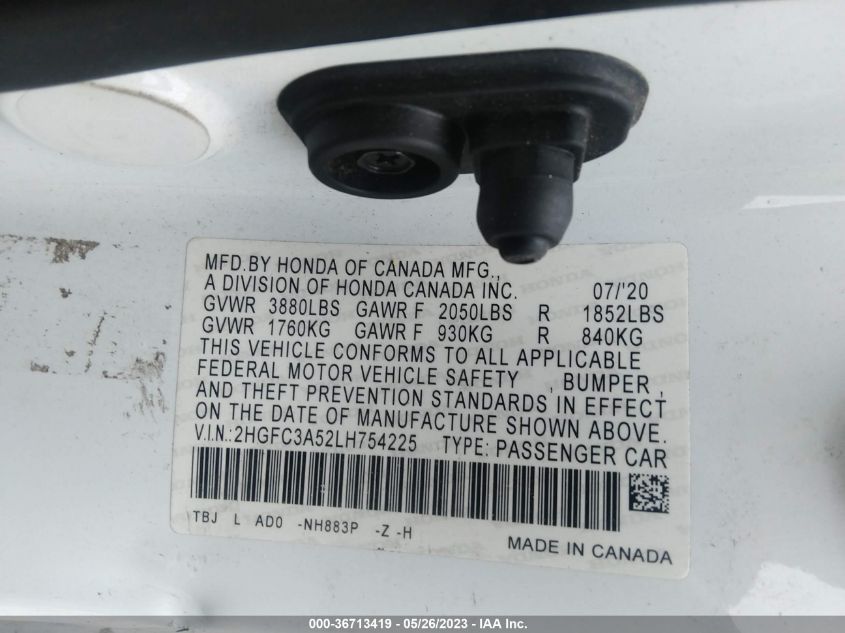 MFD.BY HONDA OF CANADA MFG.,
A DIVISION OF HONDA CANADA INC. 07/'20
GVWR 3880LBS GAWR F 2050LBS R 1852LBS
GVWR 1760KG GAWR F 930KG R 840KG
THIS VEHICLE CONFORMS TO ALL APPLICABLE
FEDERAL MOTOR VEHICLE SAFETY , BUMPER ,
AND THEFT PREVENTION STANDARDS IN EFFECT
ON THE DATE OF MANUFACTURE SHOWN ABOVE.
V.I.N.:2HGFC3A52LH754225 TYPE: PASSENGER CAR
TBJ L AD0 -NH883P -Z -H
MADE IN CANADA
000-36713419 - 05/26/2023 - IAA Inc.